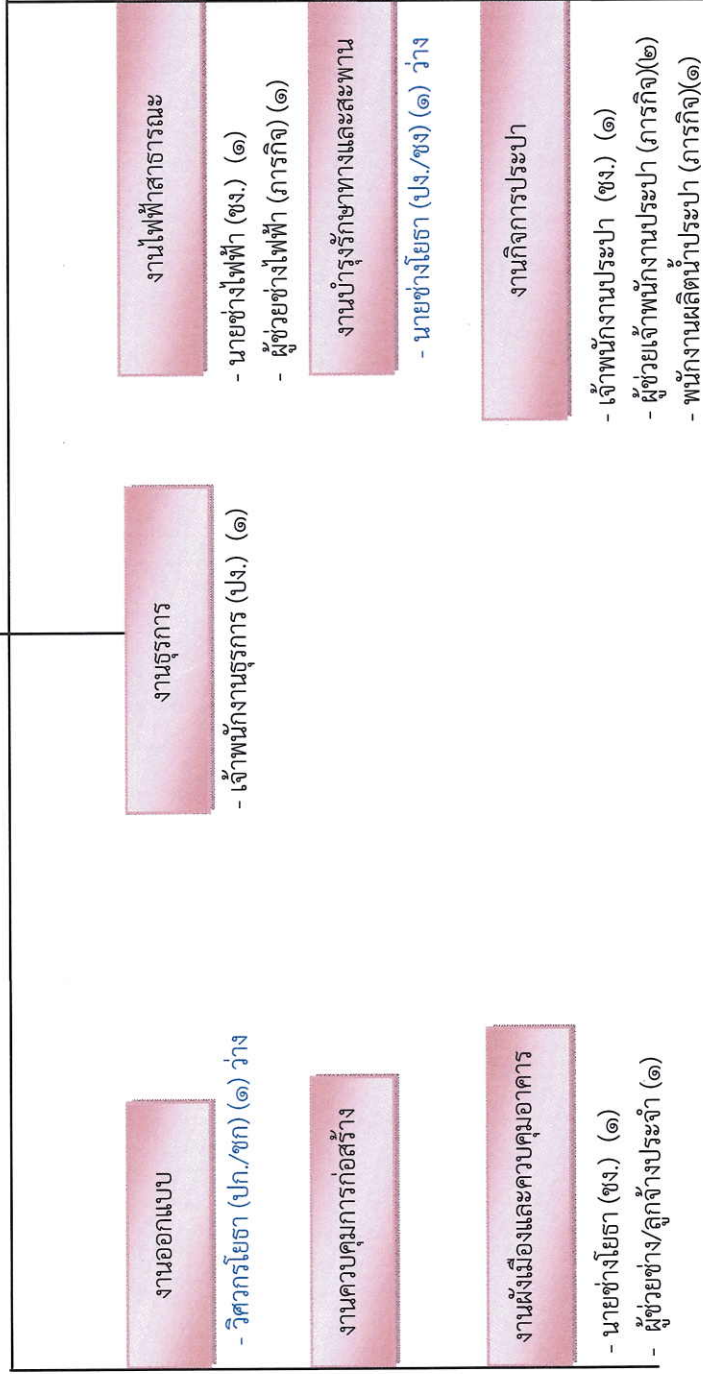 งานออกแบบ
- วิศวกรโยธา (ปก./ชก) (๑) ว่าง
งานควบคุมการก่อสร้าง
งานผังเมืองและควบคุมอาคาร
- นายช่างโยธา (ชง.) (๑)
- ผู้ช่วยช่าง/ลูกจ้างประจำ (๑)
งานธุรการ
- เจ้าพนักงานธุรการ (ปง.) (๑)
งานไฟฟ้าสาธารณะ
- นายช่างไฟฟ้า (ชง.) (๑)
- ผู้ช่วยช่างไฟฟ้า (ภารกิจ) (๑)
งานบำรุงรักษาทางและสะพาน
- นายช่างโยธา (ปง./ชง) (๑) ว่าง
งานกิจการประปา
- เจ้าพนักงานประปา (ชง.) (๑)
- ผู้ช่วยเจ้าพนักงานประปา (ภารกิจ)(๒)
- พนักงานผลิตน้ำประปา (ภารกิจ)(๑)